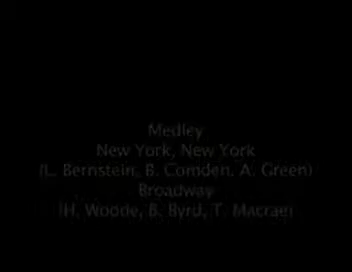 Medley
New York, New York
(L. Bernstein, B. Comden, A. Green)
Broadway
(H. Woode, B. Byrd, T. Macrae)